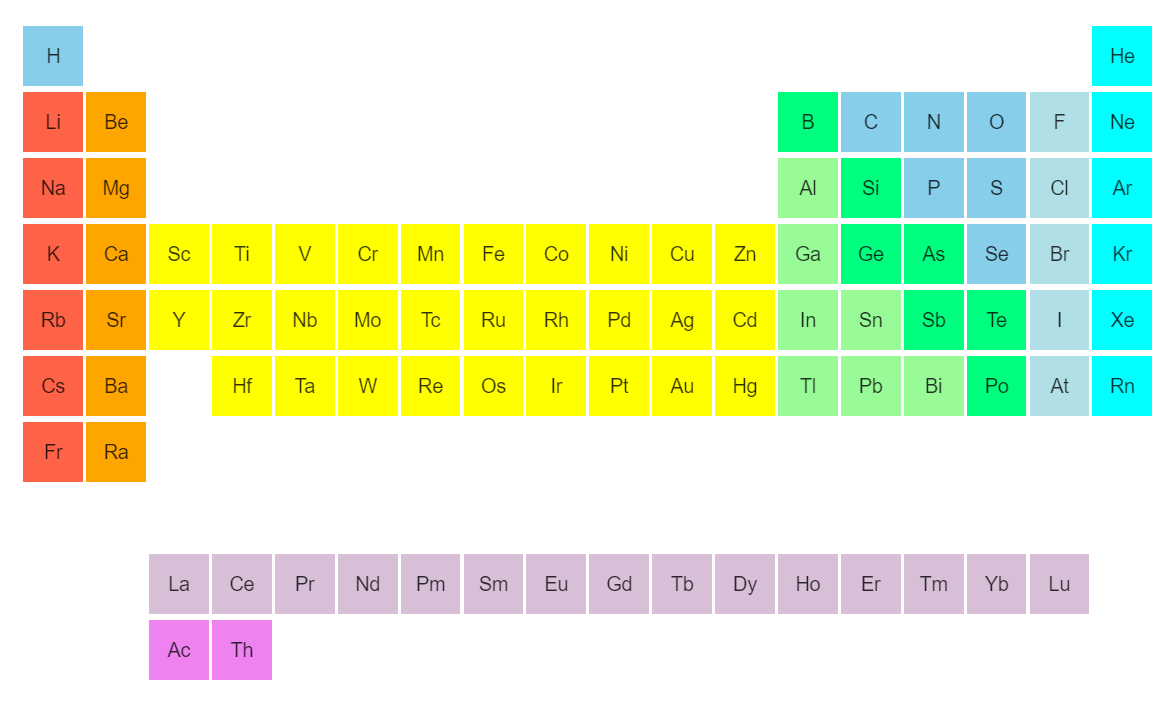 H He
Li Be B C N O F Ne
Na Mg Al Si P S Cl Ar
K Ca Sc Ti V Cr Mn Fe Co Ni Cu Zn Ga Ge As Se Br Kr
Rb Sr Y Zr Nb Mo Tc Ru Rh Pd Ag Cd In Sn Sb Te I Xe
Cs Ba Hf Ta W Re Os Ir Pt Au Hg Tl Pb Bi Po At Rn
Fr Ra
La Ce Pr Nd Pm Sm Eu Gd Tb Dy Ho Er Tm Yb Lu
Ac Th